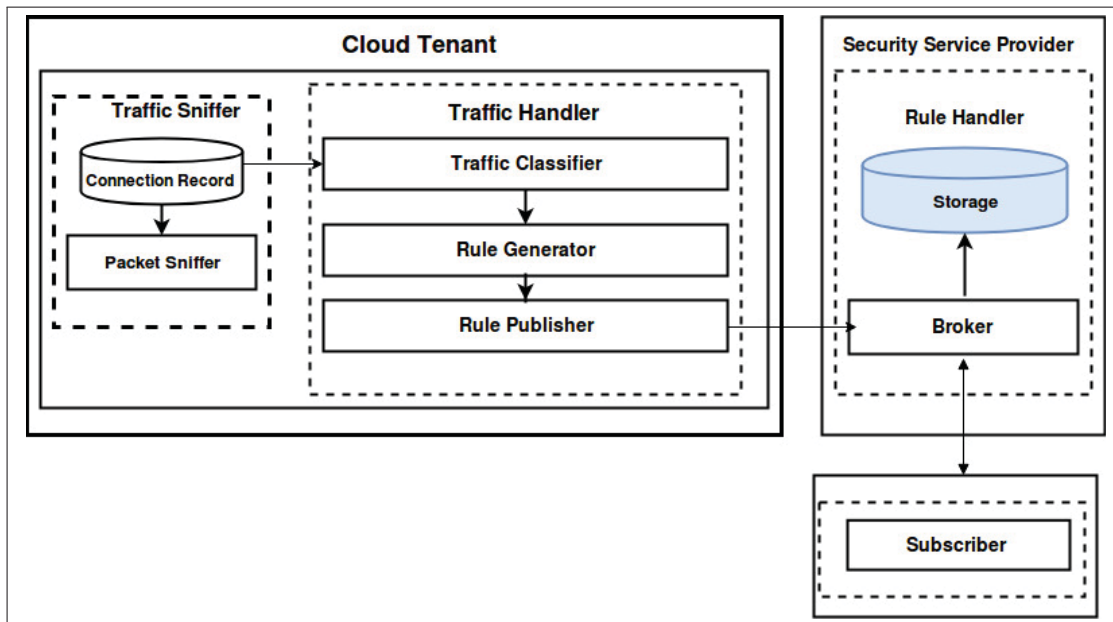 Cloud Tenant
Traffic Sniffer
Connection Record
Packet Sniffer
Traffic Handler
Traffic Classifier
Rule Generator
Rule Publisher
Security Service Provider
Rule Handler
Storage
Broker
Subscriber